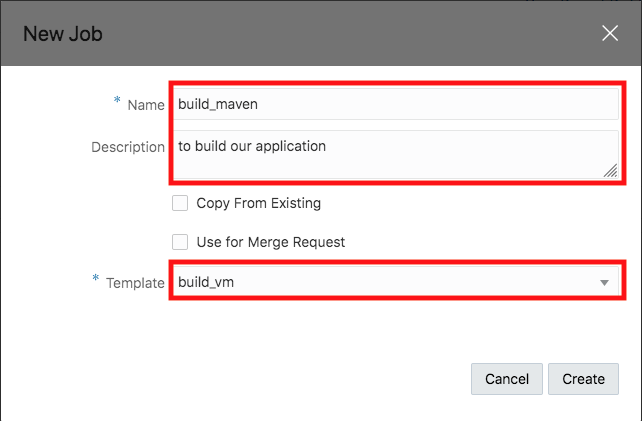 New Job
* Name build_maven
Description to build our application
Copy From Existing
Use for Merge Request
* Template build_vm
Cancel Create